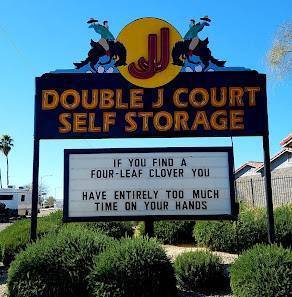 JJ
DOUBLE J COURT
SELF STORAGE
IF YOU FIND A
FOUR-LEAF CLOVER YOU
HAVE ENTIRELY TOO MUCH
TIME ON YOUR HANDS